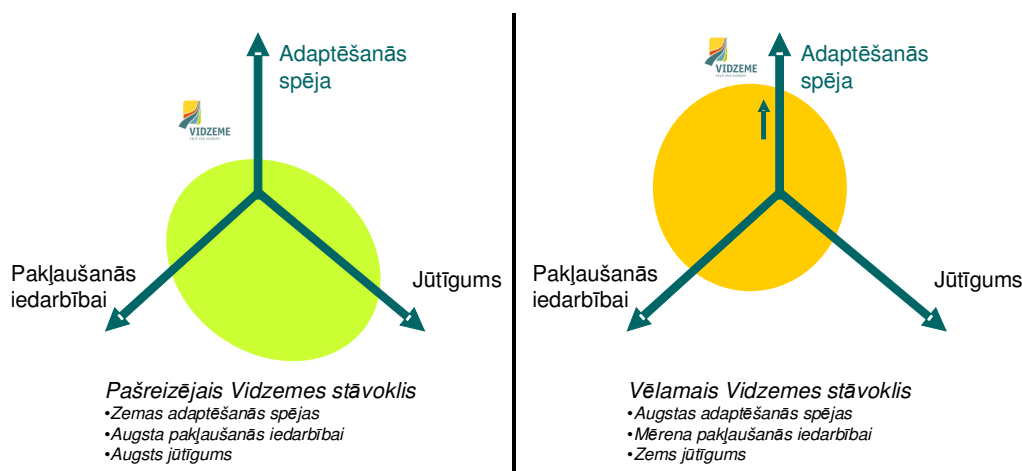 Adaptēšanās
spēja
VIDZEME
Pakļaušanās
iedarbībai
Jūtīgums
Pašreizējais Vidzemes stāvoklis
•Zemas adaptēšanās spējas
•Augsta pakļaušanās iedarbībai
•Augsts jūtīgums
VIDZEME
Adaptēšanās
spēja
Pakļaušanās
iedarbībai
Jūtīgums
Vēlamais Vidzemes stāvoklis
•Augstas adaptēšanās spējas
•Mērena pakļaušanās iedarbībai
•Zems jūtīgums